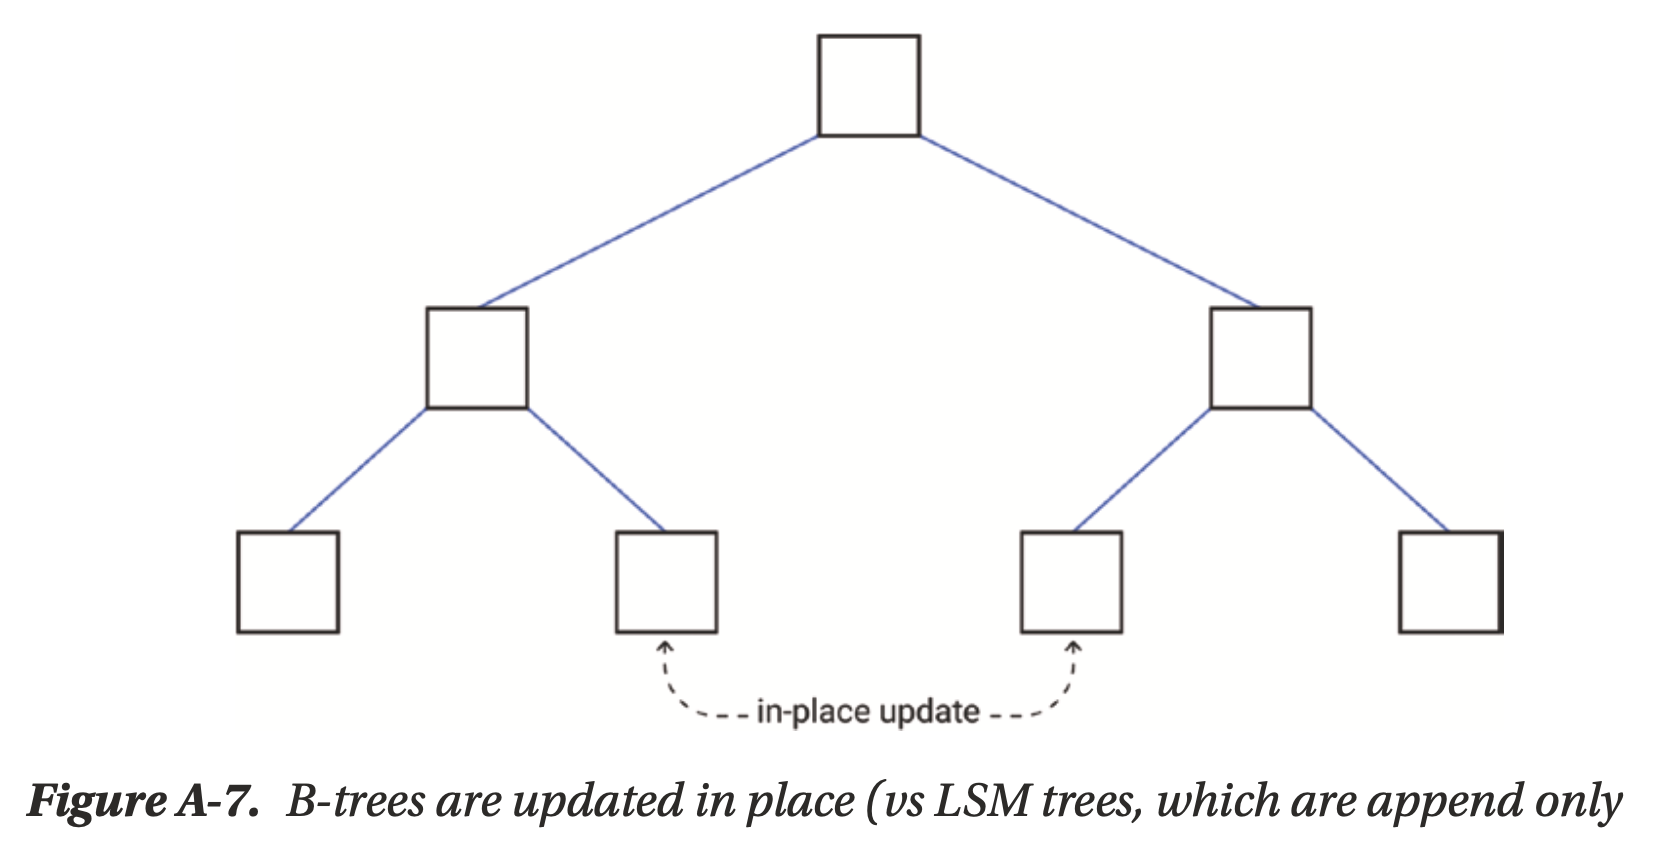 in-place update
Figure A-7. B-trees are updated in place (vs LSM trees, which are append only